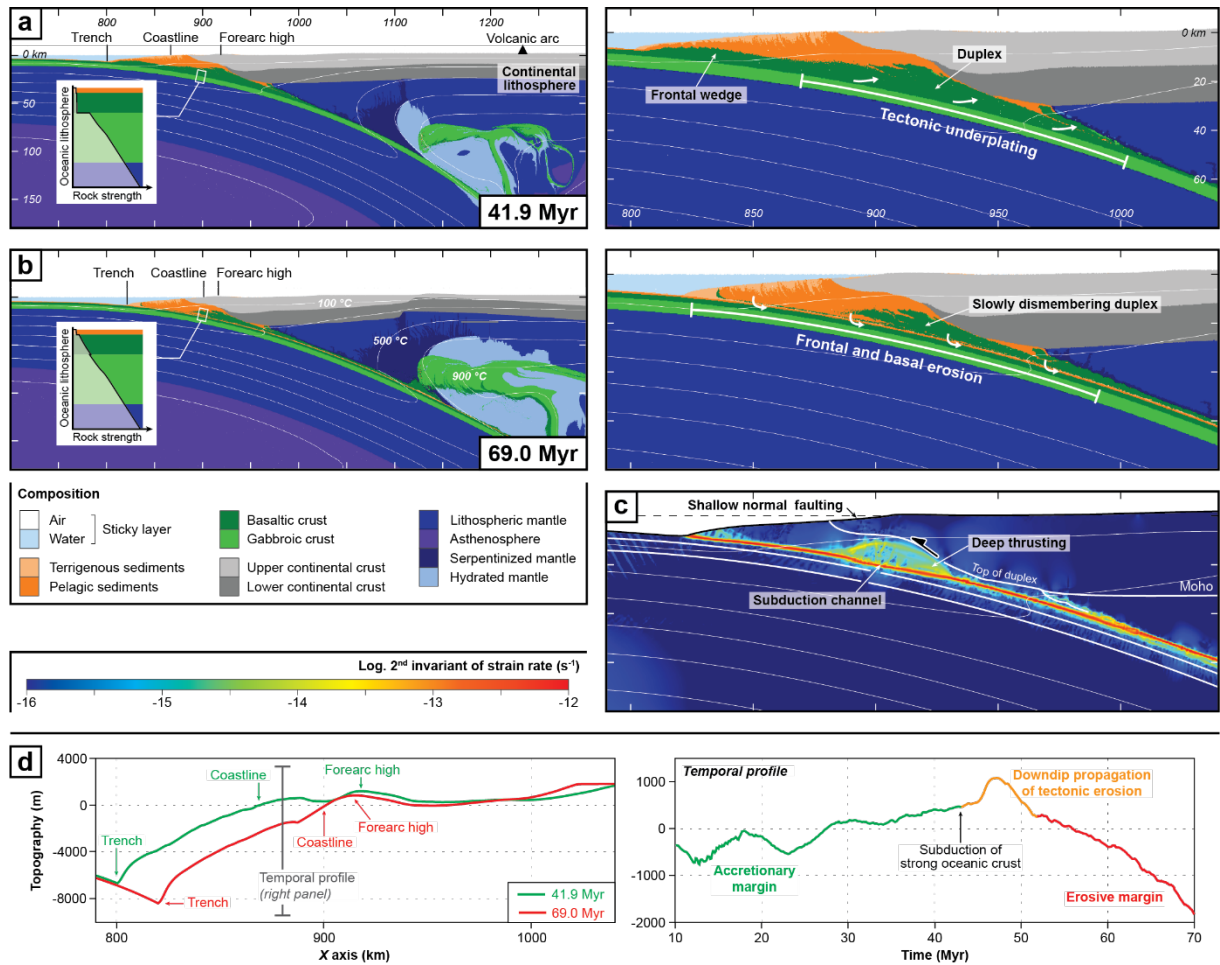 a
800 900 1000 1100 1200
Trench Coastline Forearc high Volcanic arc
0 km
50
100
150
Continental
lithosphere
Oceanic lithosphere
Rock strength
41.9 Myr
0 km
20
40
60
Duplex
Frontal wedge
Tectonic underplating
800 850 900 950 1000
b
Trench Coastline Forearc high
100 °C
500 °C
900 °C
Oceanic lithosphere
Rock strength
69.0 Myr
Slowly dismembering duplex
Frontal and basal erosion
Composition
Air
Water
Sticky layer
Terrigenous sediments
Pelagic sediments
Basaltic crust
Gabbroic crust
Upper continental crust
Lower continental crust
Lithospheric mantle
Asthenosphere
Serpentinized mantle
Hydrated mantle
c
Shallow normal faulting
Deep thrusting
Top of duplex
Moho
Subduction channel
Log. 2nd invariant of strain rate (s-1)
-16 -15 -14 -13 -12
d
Topography (m)
4000
0
-4000
-8000
Coastline
Forearc high
Trench
Forearc high
Coastline
Trench
Temporal profile
(right panel)
41.9 Myr
69.0 Myr
800 900 1000
X axis (km)
Temporal profile
1000
0
-1000
-2000
Downdip propagation
of tectonic erosion
Subduction of
strong oceanic crust
Accretionary
margin
Erosive margin
10 20 30 40 50 60 70
Time (Myr)